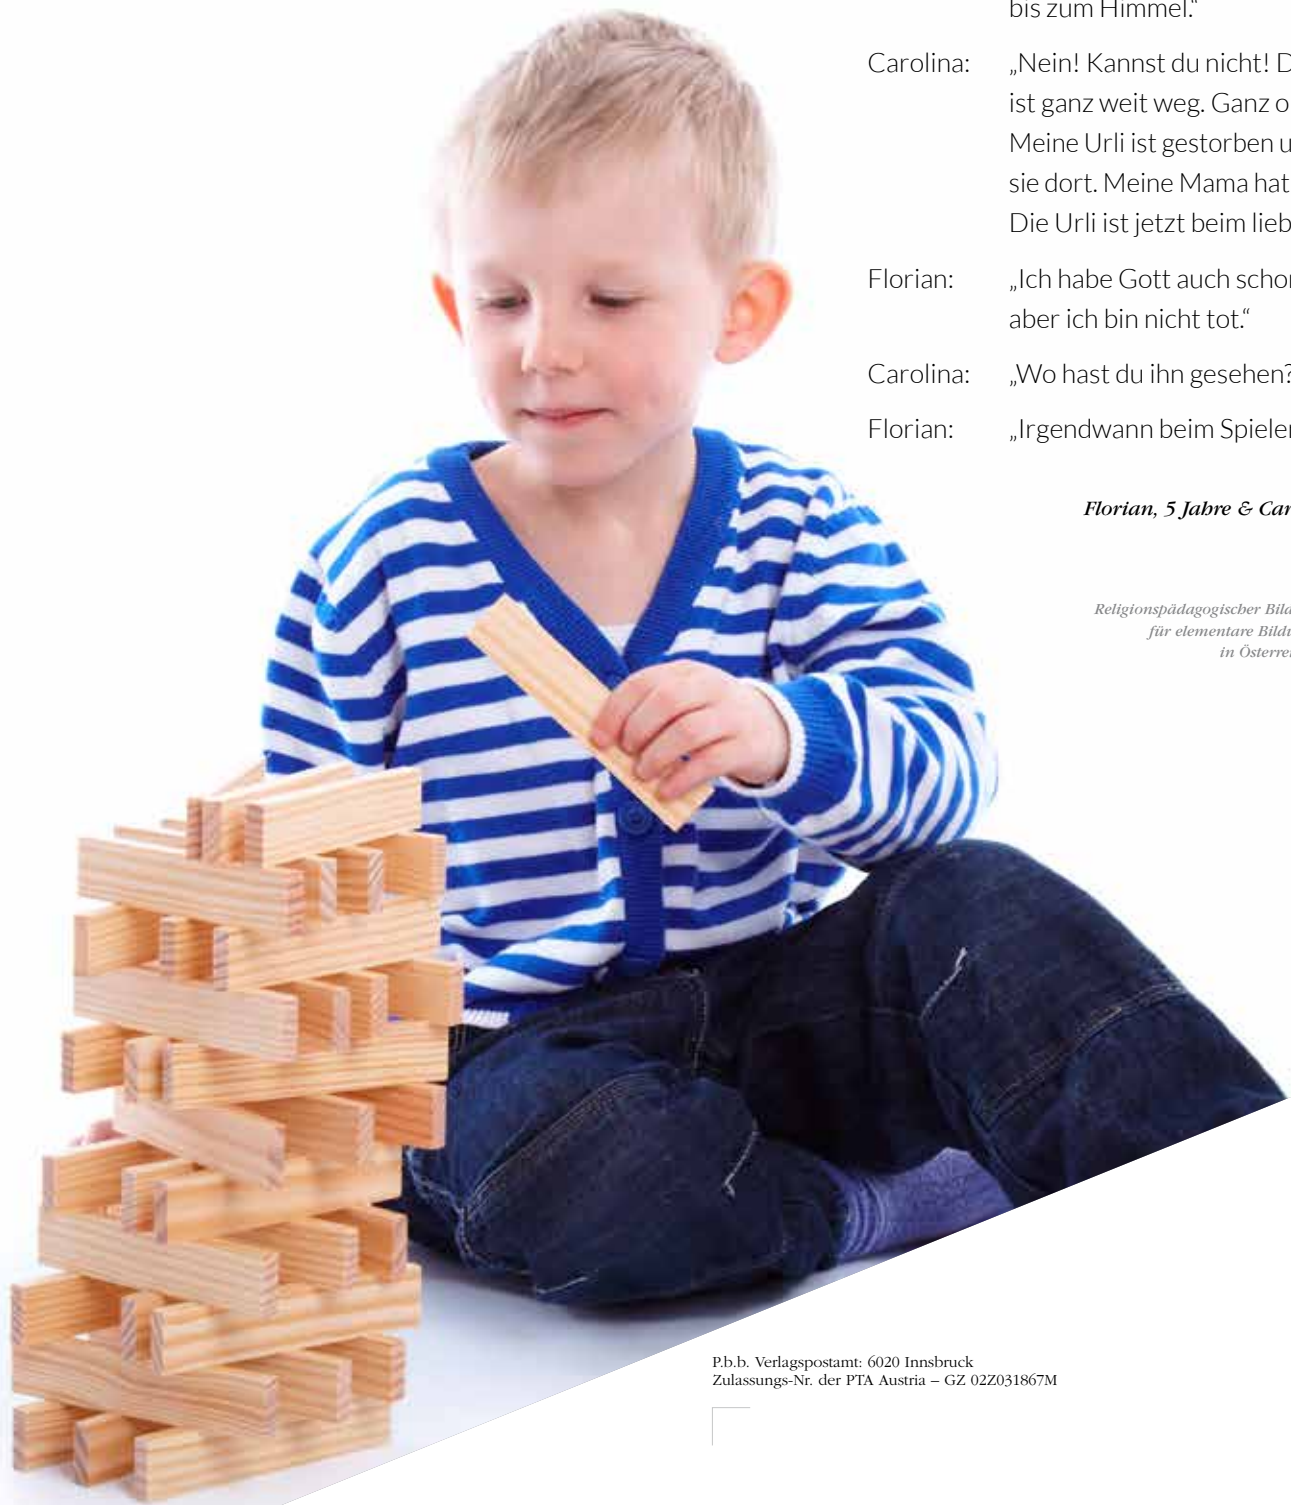 bis zum Himmel.“
Carolina: „Nein! Kannst du nicht! D
ist ganz weit weg. Ganz o
Meine Urli ist gestorben u
sie dort. Meine Mama hat
Die Urli ist jetzt beim lieb
Florian: „Ich habe Gott auch schon
aber ich bin nicht tot.“
Carolina: „Wo hast du ihn gesehen?
Florian: „Irgendwann beim Spielen
Florian, 5 Jahre & Car
Religionspädagogischer Bild
für elementare Bildu
in Österre
P.b.b. Verlagspostamt: 6020 Innsbruck
Zulassungs-Nr. der PTA Austria – GZ 02Z031867M